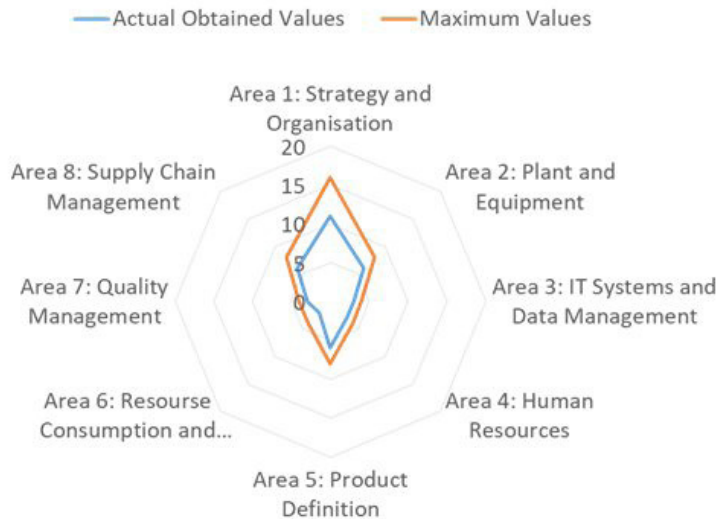 Actual Obtained Values
Maximum Values
Area 1: Strategy and
Organisation
20
15
10
5
0
Area 2: Plant and
Equipment
Area 3: IT Systems and
Data Management
Area 4: Human
Resources
Area 5: Product
Definition
Area 6: Resourse
Consumption and...
Area 7: Quality
Management
Area 8: Supply Chain
Management